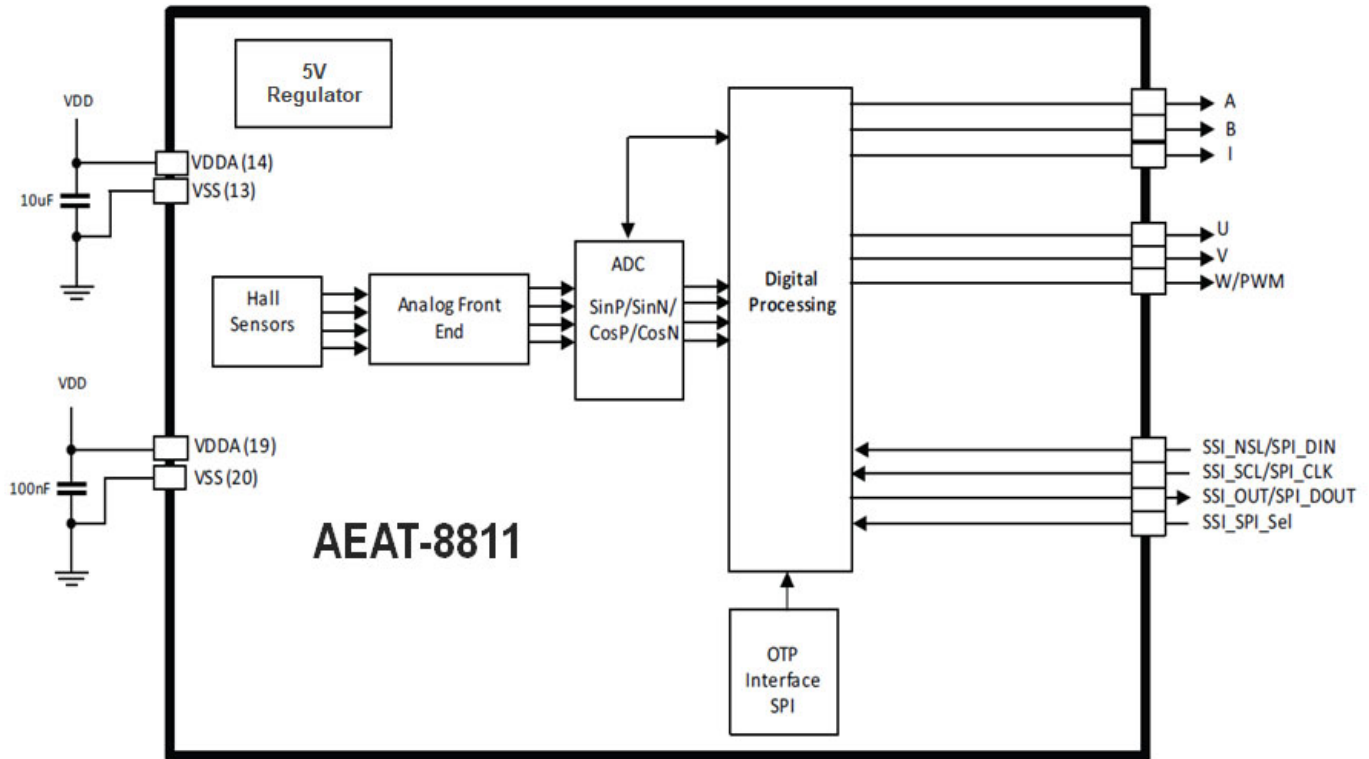 5V
Regulator
VDD
VDDA (14)
VSS (13)
10uF
Hall
Sensors
Analog Front
End
ADC
SinP/SinN/
CosP/CosN
Digital
Processing
A
B
I
U
V
W/PWM
VDD
VDDA (19)
VSS (20)
100nF
SSI_NSL/SPI_DIN
SSI_SCL/SPI_CLK
SSI_OUT/SPI_DOUT
SSI_SPI_Sel
AEAT-8811
OTP
Interface
SPI